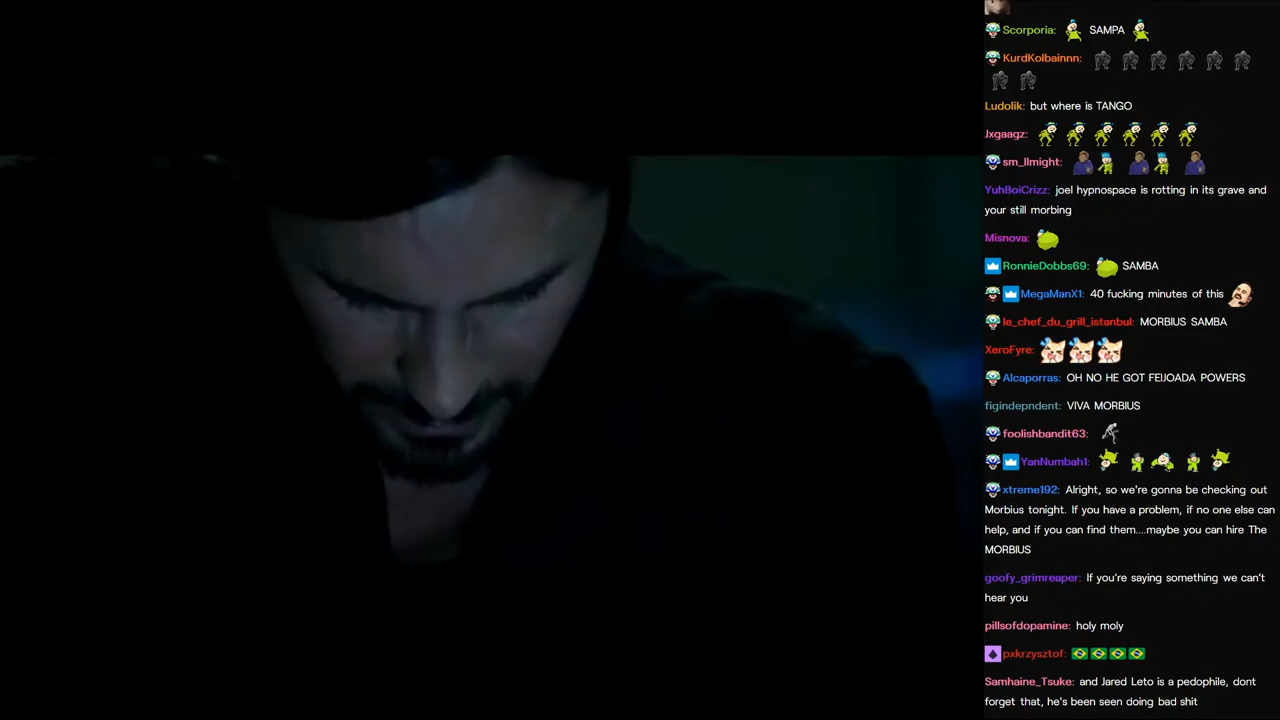 Scorporia: SAMPA
KurdKolbainnn:
Ludolik: but where is TANGO
Jxgaagz:
sm_llmight:
YuhBoiCrizz: joel hypnospace is rotting in its grave and
your still morbing
Misnova:
RonnieDobbs69: SAMBA
MegaManX1: 40 fucking minutes of this
le_chef_du_grill_istanbul: MORBIUS SAMBA
XeroFyre:
Alcaporras: OH NO HE GOT FEIJOADA POWERS
figindepndent: VIVA MORBIUS
foolishbandit63:
YanNumbah1:
xtreme192: Alright, so we're gonna be checking out
Morbius tonight. If you have a problem, if no one else can
help, and if you can find them....maybe you can hire The
MORBIUS
goofy_grimreaper: If you're saying something we can't
hear you
pillsofdopamine: holy moly
pxkrzysztof:
Samhaine_Tsuke: and Jared Leto is a pedophile, dont
forget that, he's been seen doing bad shit